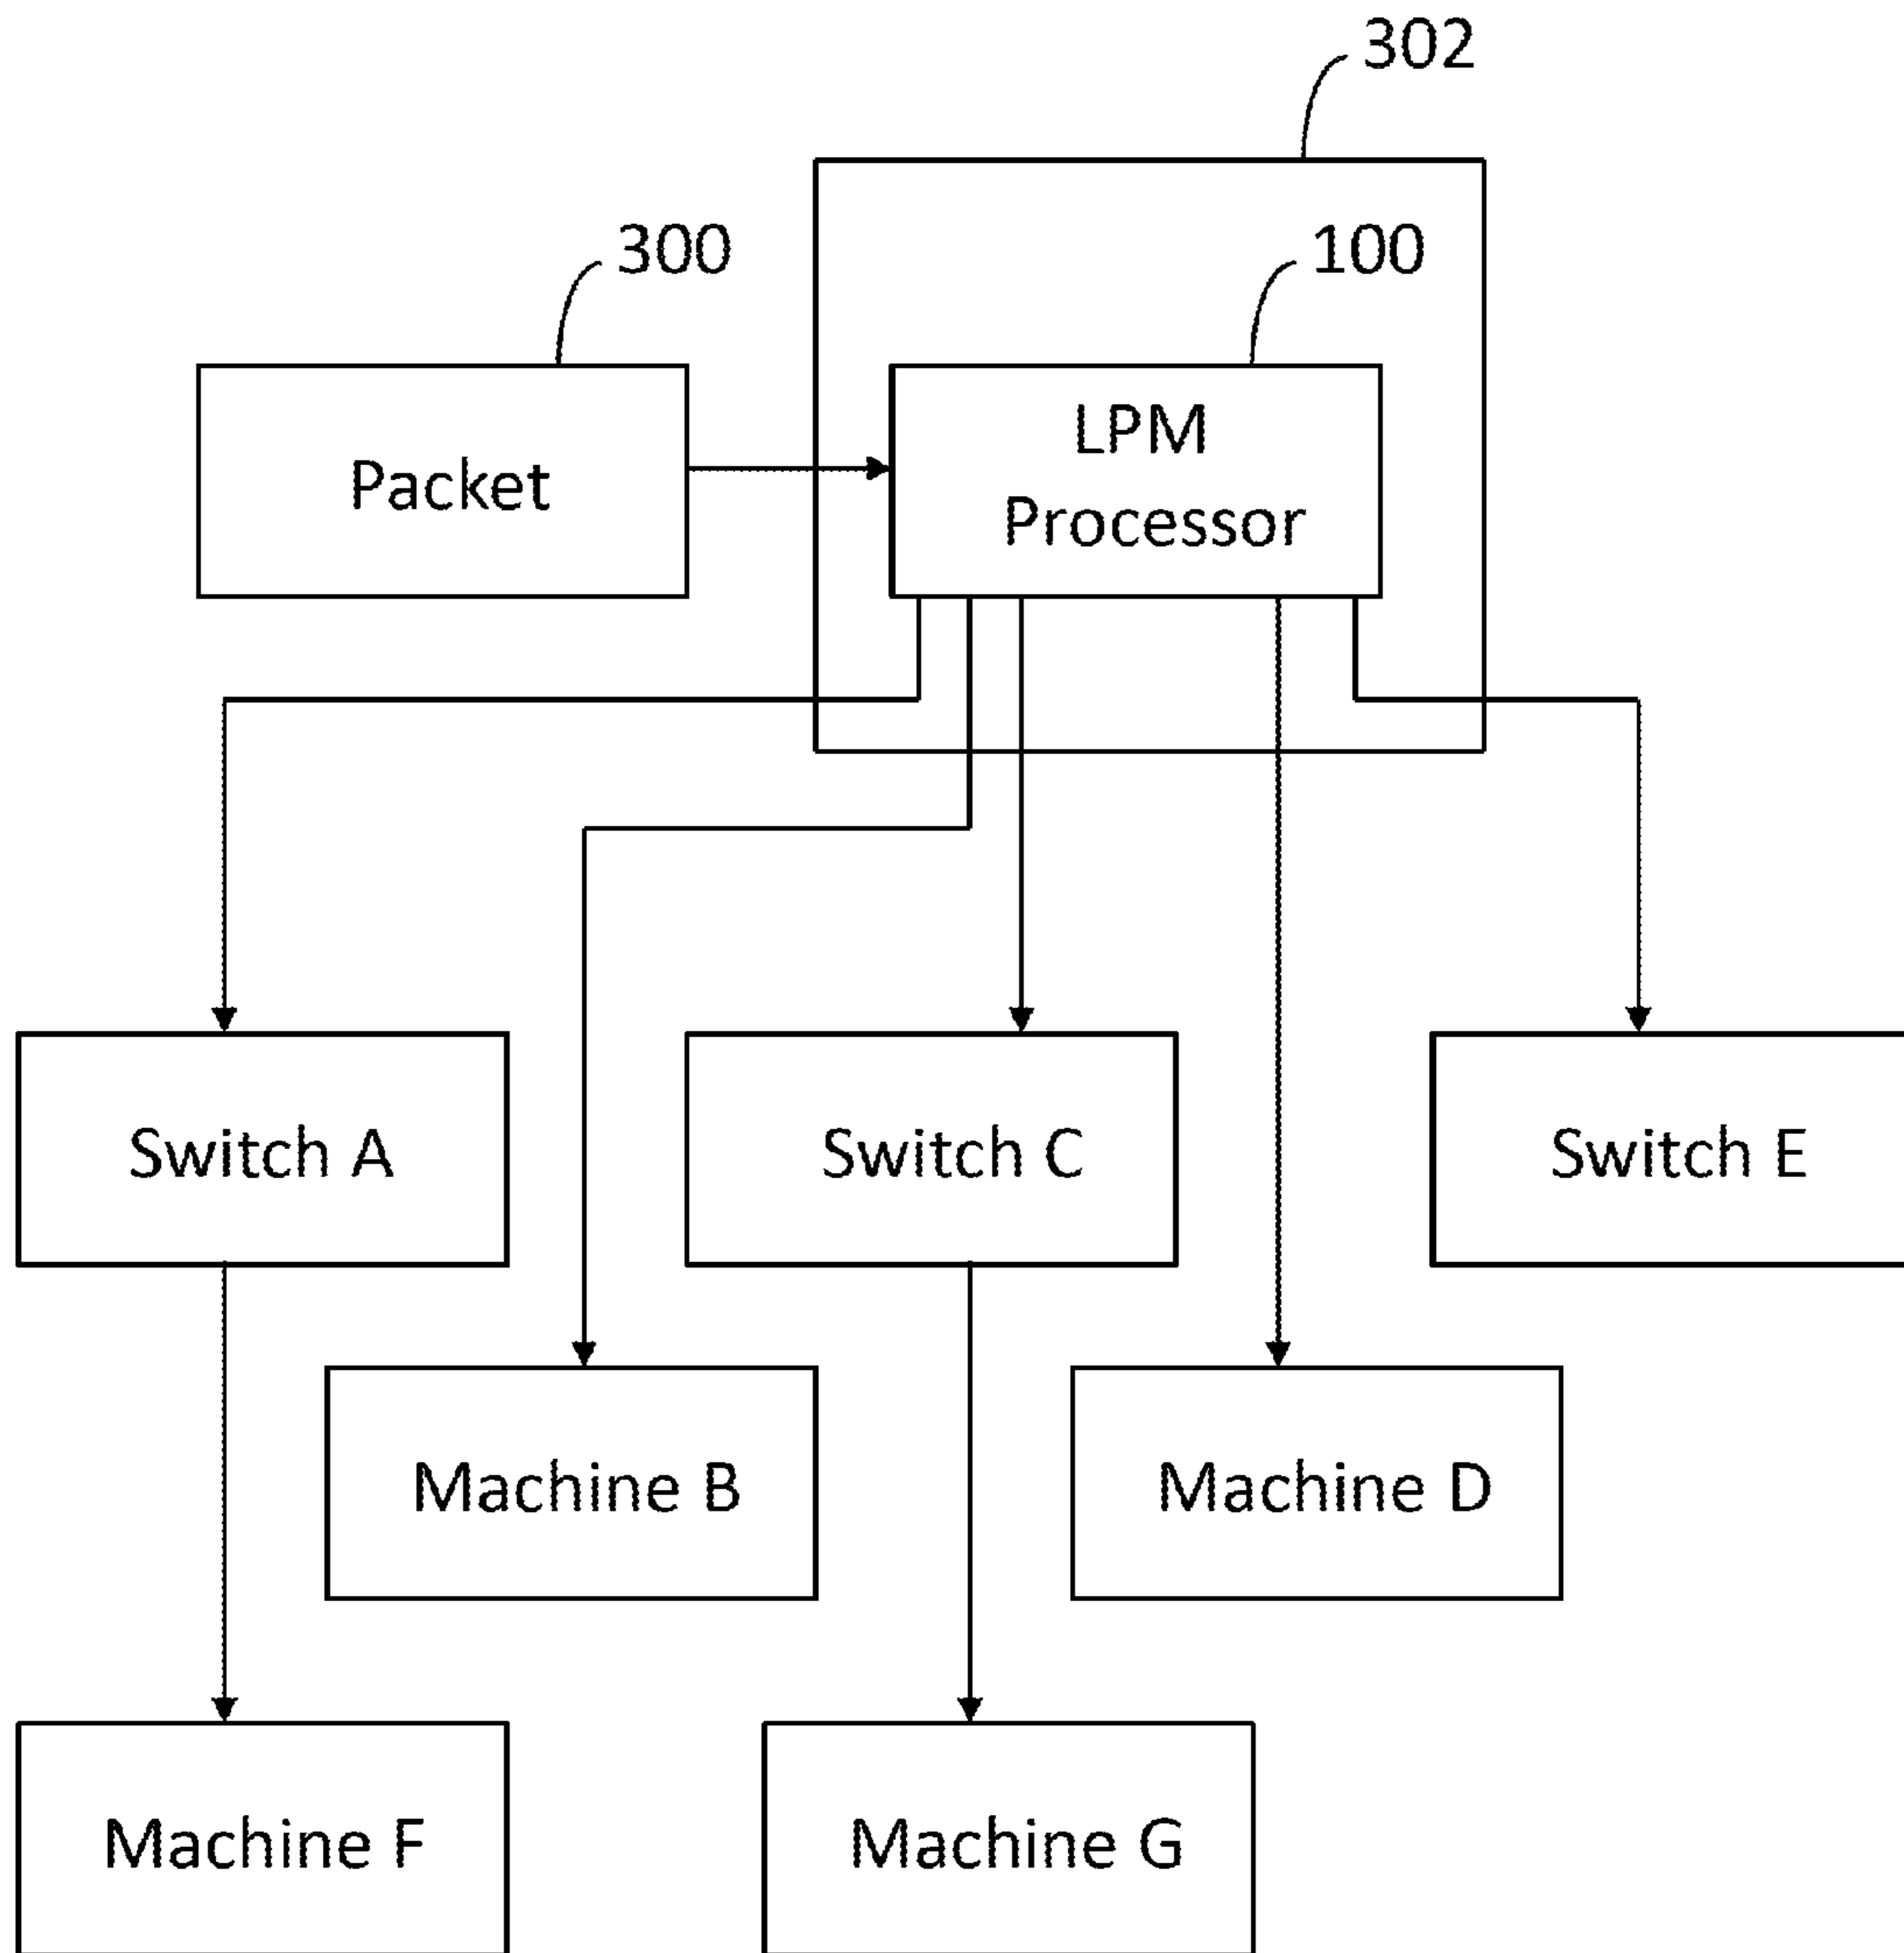 302
300
100
Packet
LPM
Processor
Switch A
Switch C
Switch E
Machine B
Machine D
Machine F
Machine G